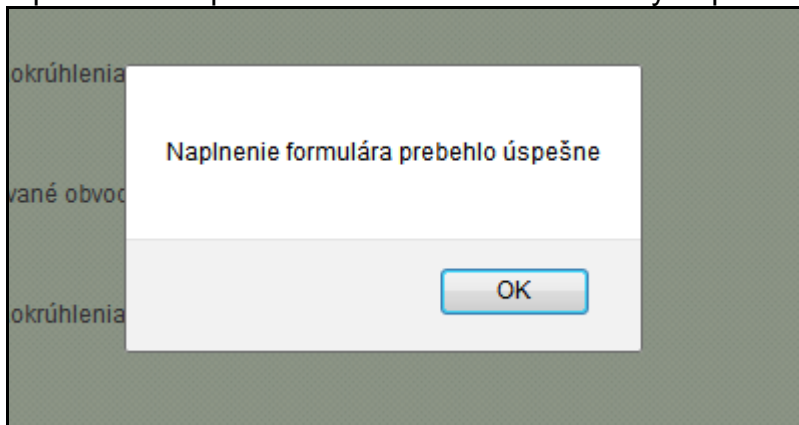 okrúhlenia
Naplnenie formulára prebehlo úspešne
vané obvod
OK
okrúhlenia